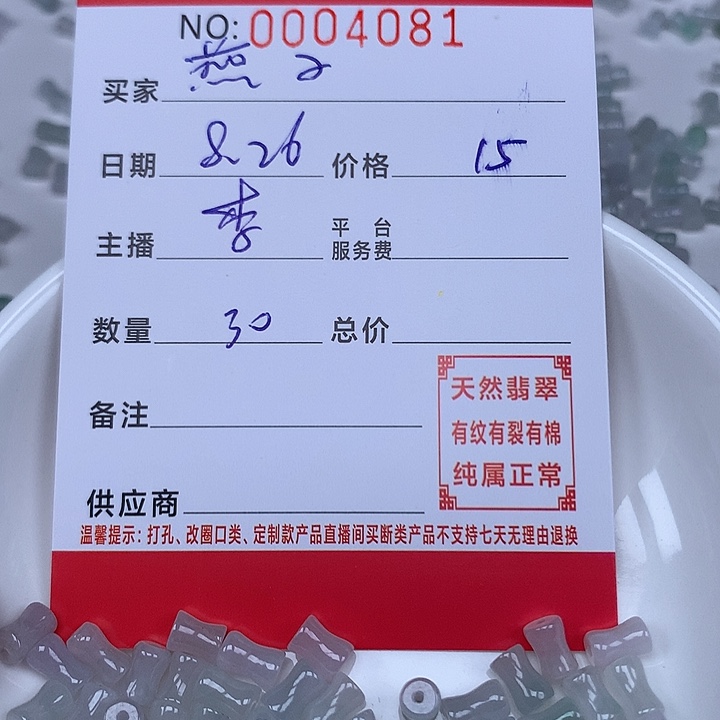 NO: 0004081
买家 燕子
日期 8.26 价格 15
主播 李 平台服务费
数量 30 总价
备注
供应商
天然翡翠
有纹有裂有棉
纯属正常
温馨提示：打孔、改圈口类、定制款产品直播间买断类产品不支持七天无理由退换